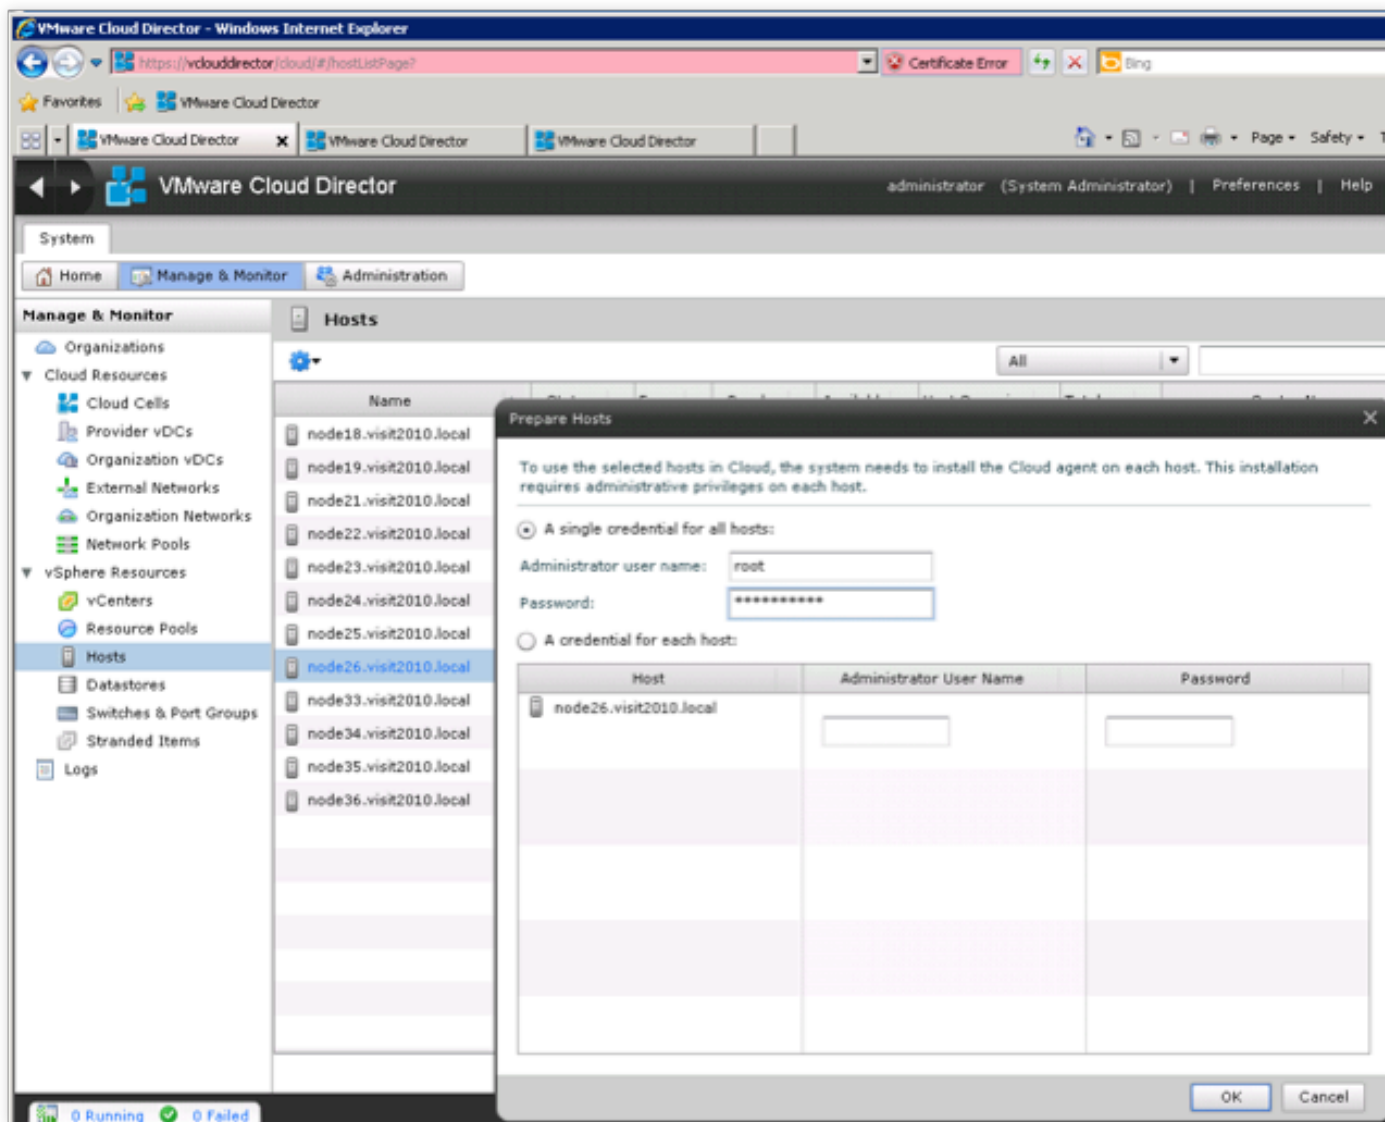 VMware Cloud Director - Windows Internet Explorer
https://vclouddirector/cloud/#/hostListPage?
Certificate Error
Bing
Favorites
VMware Cloud Director
VMware Cloud Director
VMware Cloud Director
VMware Cloud Director
Page
Safety
VMware Cloud Director
administrator (System Administrator) | Preferences | Help
System
Home
Manage & Monitor
Administration
Manage & Monitor
Organizations
Cloud Resources
Cloud Cells
Provider vDCs
Organization vDCs
External Networks
Organization Networks
Network Pools
vSphere Resources
vCenters
Resource Pools
Hosts
Datastores
Switches & Port Groups
Stranded Items
Logs
Hosts
All
Name
node18.visit2010.local
node19.visit2010.local
node21.visit2010.local
node22.visit2010.local
node23.visit2010.local
node24.visit2010.local
node25.visit2010.local
node26.visit2010.local
node33.visit2010.local
node34.visit2010.local
node35.visit2010.local
node36.visit2010.local
Prepare Hosts
To use the selected hosts in Cloud, the system needs to install the Cloud agent on each host. This installation
requires administrative privileges on each host.
A single credential for all hosts:
Administrator user name: root
Password: **********
A credential for each host:
Host Administrator User Name Password
node26.visit2010.local
OK Cancel
0 Running 0 Failed